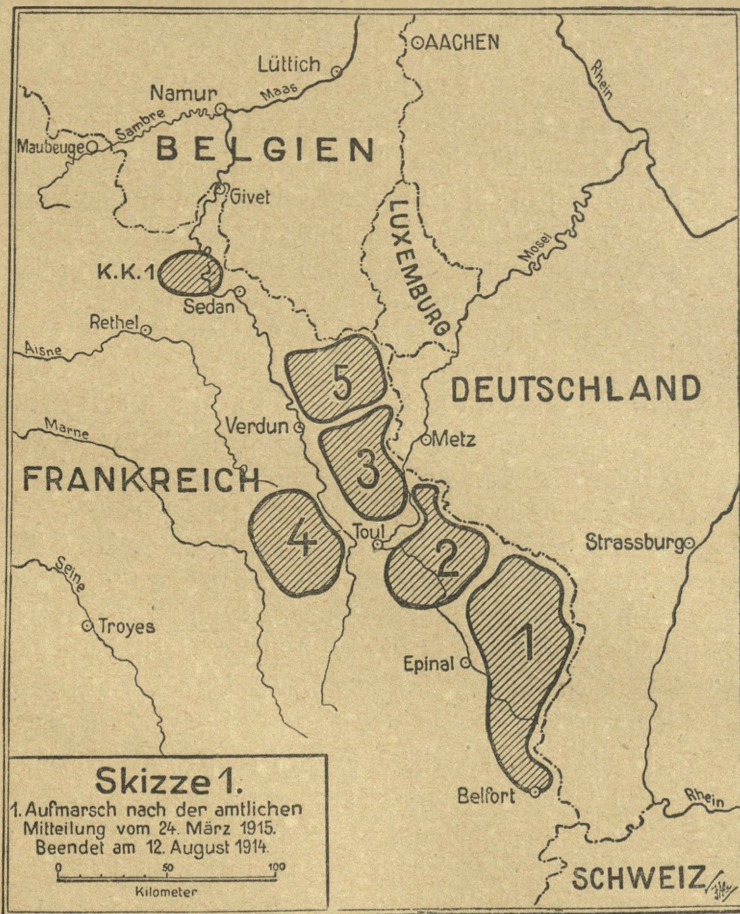 AACHEN
Lüttich
Rhein
Namur
Maas
Sambre
Maubeuge
BELGIEN
Givet
LUXEMBURG
Mosel
K.K.1
Sedan
Rethel
Aisne
5
DEUTSCHLAND
Verdun
Marne
Metz
3
FRANKREICH
4
Toul
2
Strassburg
Seine
Troyes
1
Epinal
Belfort
Rhein
SCHWEIZ
Skizze 1.
1. Aufmarsch nach der amtlichen
Mitteilung vom 24. März 1915.
Beendet am 12. August 1914.
0 50 100
Kilometer